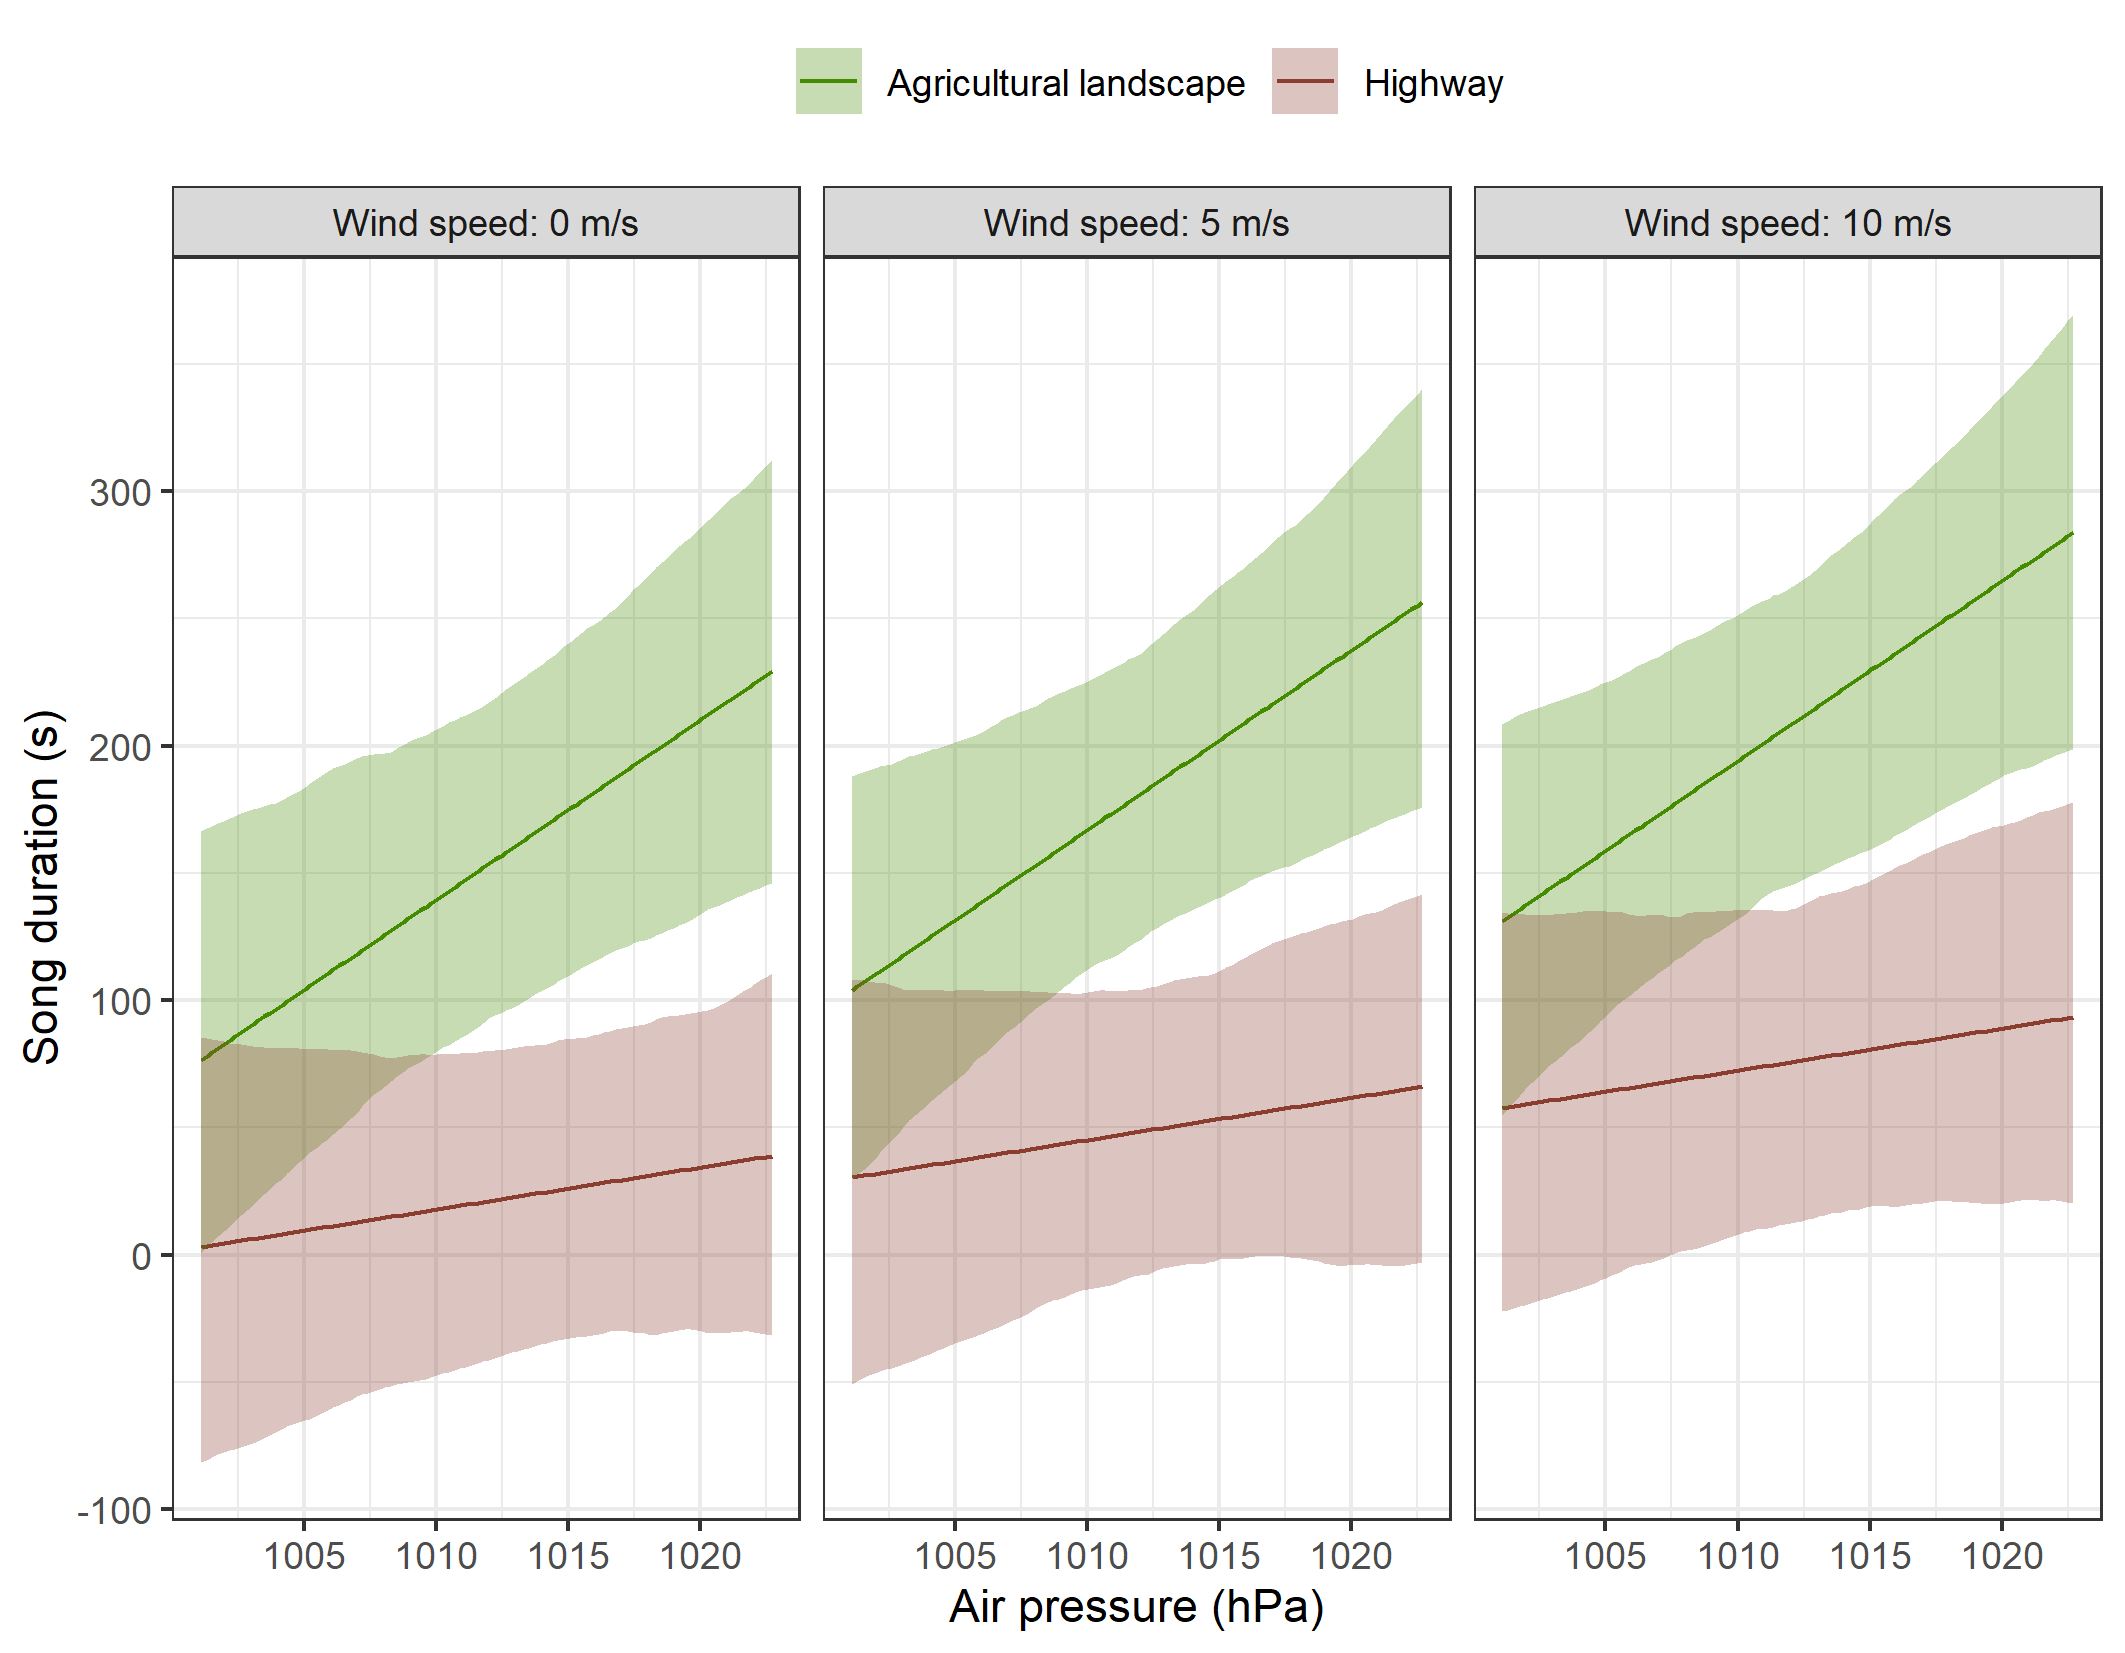 Agricultural landscape Highway
Wind speed: 0 m/s Wind speed: 5 m/s Wind speed: 10 m/s
Song duration (s)
300
200
100
0
-100
1005 1010 1015 1020 1005 1010 1015 1020 1005 1010 1015 1020
Air pressure (hPa)